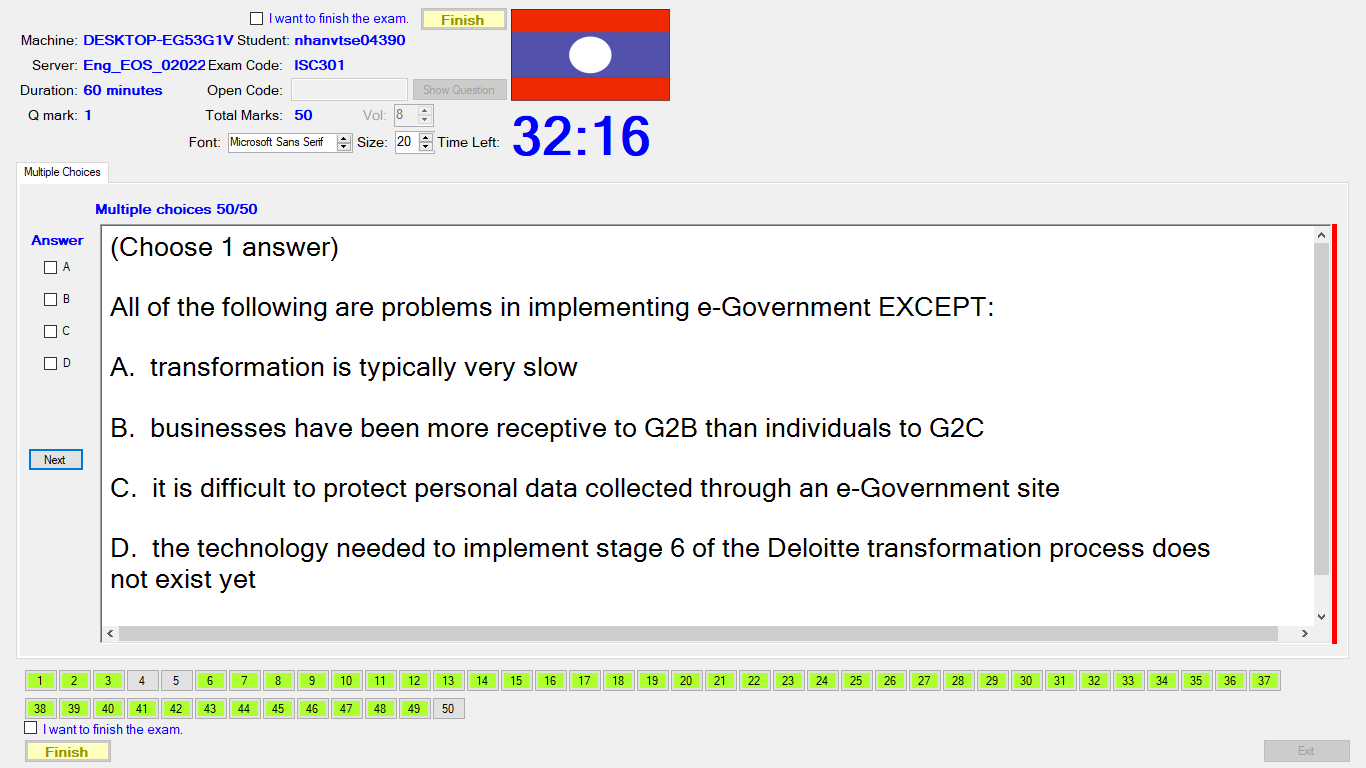 I want to finish the exam. Finish
Machine: DESKTOP-EG53G1V Student: nhanvtse04390
Server: Eng_EOS_02022 Exam Code: ISC301
Duration: 60 minutes Open Code: Show Question
Q mark: 1 Total Marks: 50 Vol: 8
Font: Microsoft Sans Serif Size: 20 Time Left: 32:16
Multiple Choices
Multiple choices 50/50
Answer
A
B
C
D
Next
(Choose 1 answer)
All of the following are problems in implementing e-Government EXCEPT:
A. transformation is typically very slow
B. businesses have been more receptive to G2B than individuals to G2C
C. it is difficult to protect personal data collected through an e-Government site
D. the technology needed to implement stage 6 of the Deloitte transformation process does
not exist yet
1 2 3 4 5 6 7 8 9 10 11 12 13 14 15 16 17 18 19 20 21 22 23 24 25 26 27 28 29 30 31 32 33 34 35 36 37
38 39 40 41 42 43 44 45 46 47 48 49 50
I want to finish the exam.
Finish Exit